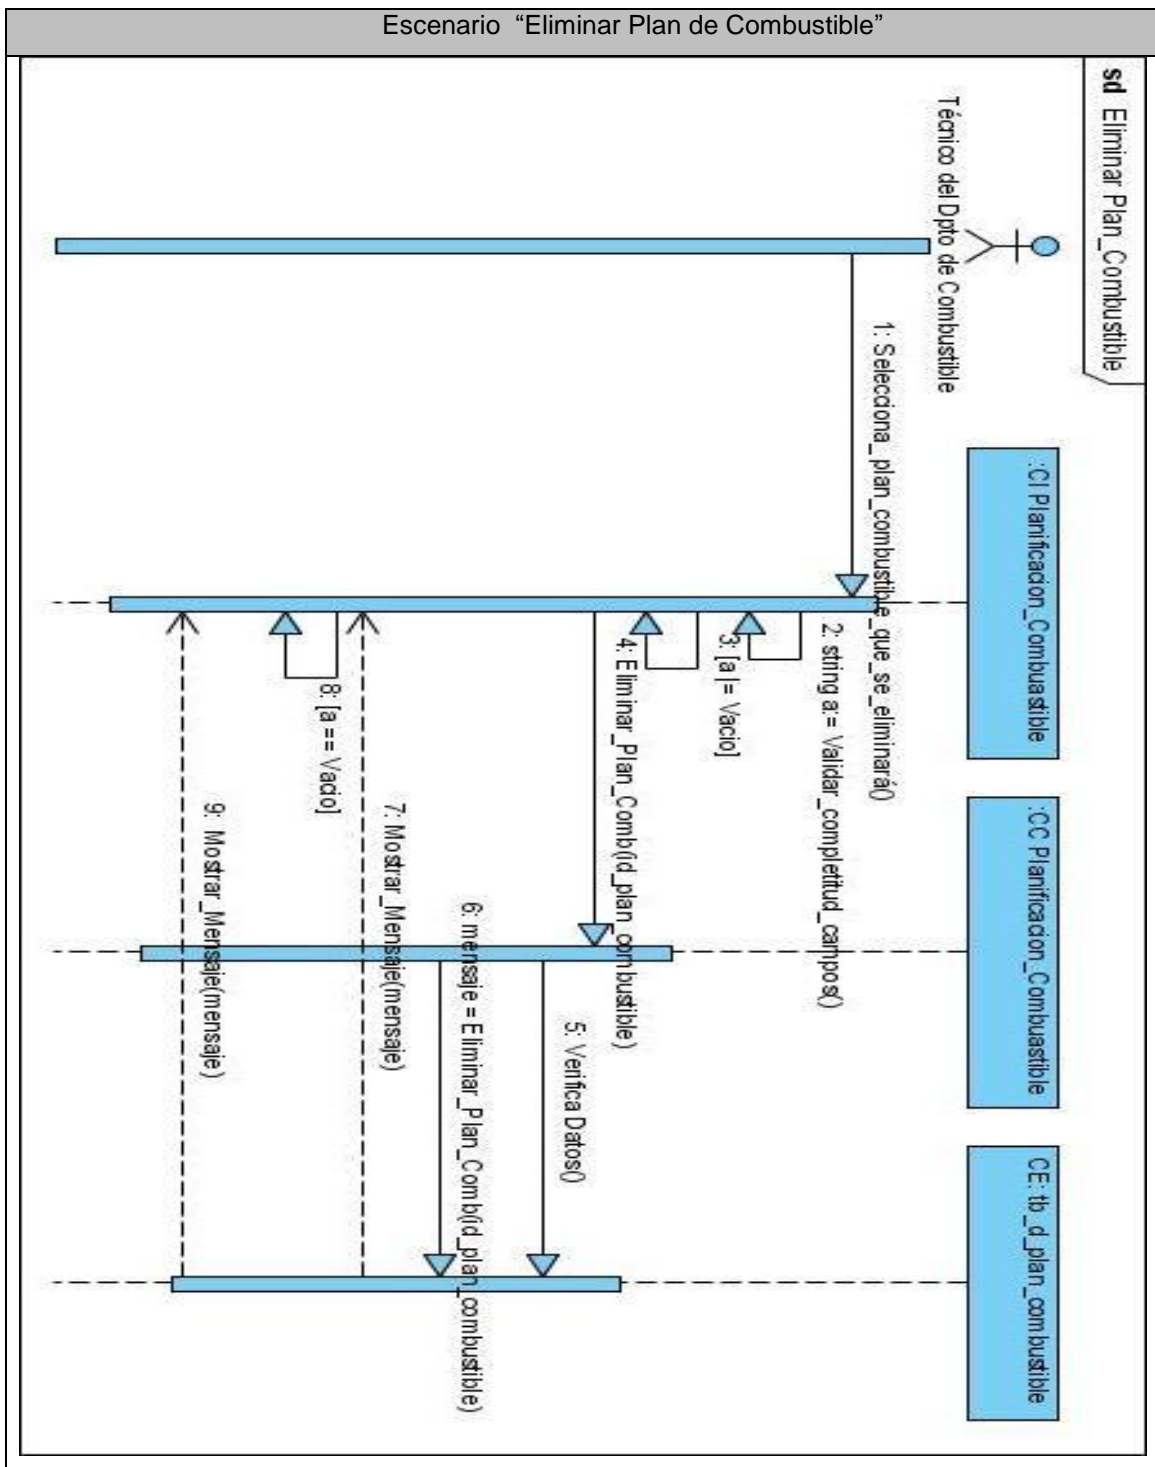 Escenario “Eliminar Plan de Combustible”
sd Eliminar Plan_Combustible
Técnico del Dpto de Combustible
:CI Planificacion_Combuastible
:CC Planificacion_Combuastible
CE: tb_d_plan_combustible
1: Selecciona_plan_combustible_que_se_eliminará()
2: string a:= Validar_completitud_campos()
3: [a |= Vacio]
4: Eliminar_Plan_Comb(id_plan_combustible)
5: Verifica Datos()
6: mensaje = Eliminar_Plan_Comb(id_plan_combustible)
7: Mostrar_Mensaje(mensaje)
8: [a == Vacio]
9: Mostrar_Mensaje(mensaje)